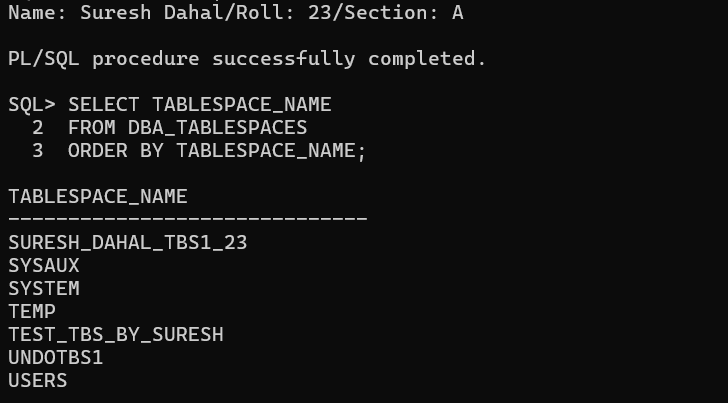 Name: Suresh Dahal/Roll: 23/Section: A
PL/SQL procedure successfully completed.
SQL> SELECT TABLESPACE_NAME
  2  FROM DBA_TABLESPACES
  3  ORDER BY TABLESPACE_NAME;
TABLESPACE_NAME
------------------------------
SURESH_DAHAL_TBS1_23
SYSAUX
SYSTEM
TEMP
TEST_TBS_BY_SURESH
UNDOTBS1
USERS